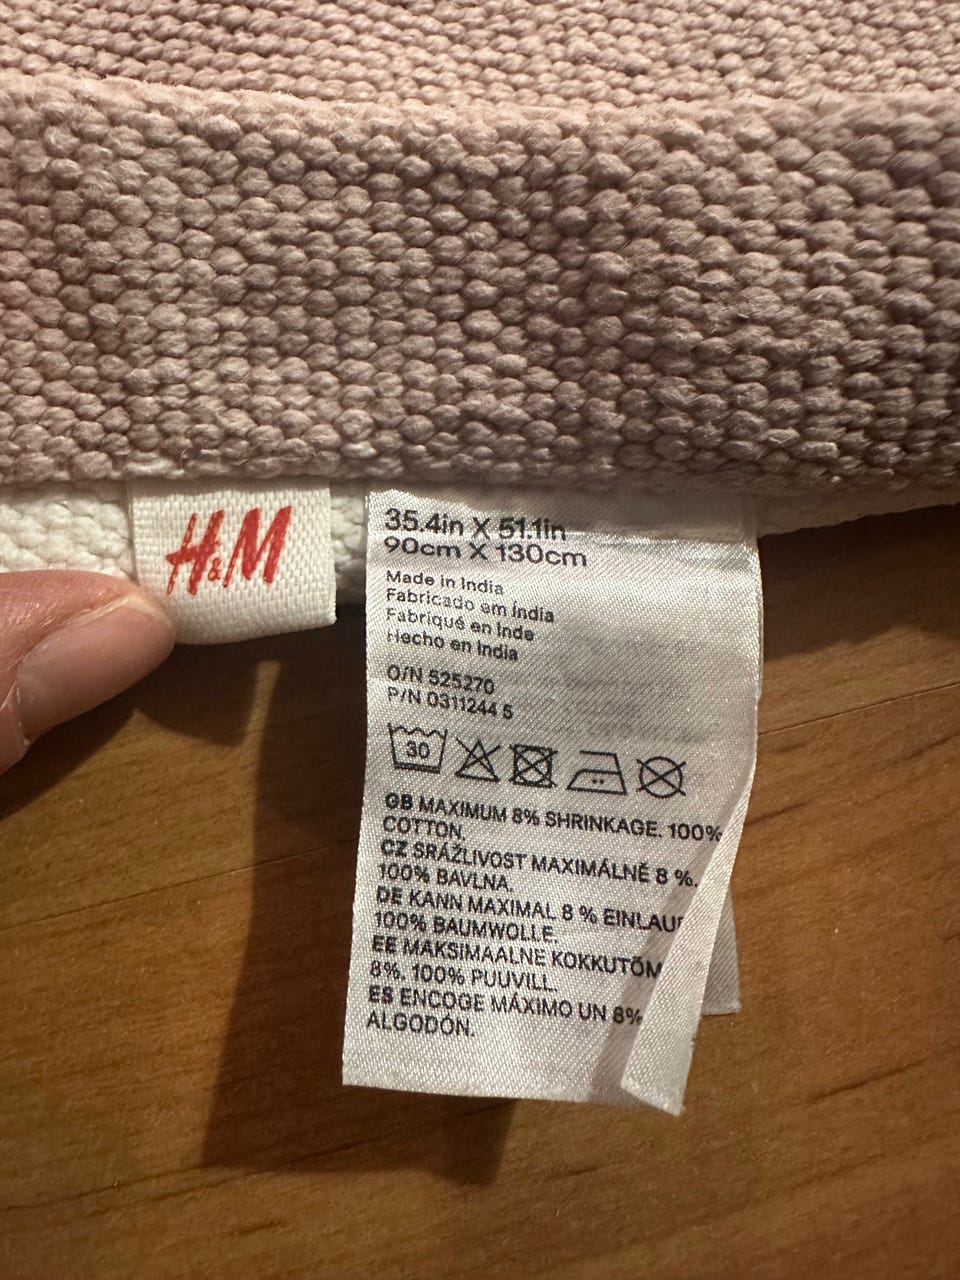 H&M
35.4in X 51.1in
90cm X 130cm
Made in India
Fabricado em Índia
Fabriqué en Inde
Hecho en India
O/N 525270
P/N 0311244 5
30
GB MAXIMUM 8% SHRINKAGE. 100%
COTTON.
CZ SRÁŽLIVOST MAXIMÁLNĚ 8 %.
100% BAVLNA.
DE KANN MAXIMAL 8 % EINLAUF
100% BAUMWOLLE.
EE MAKSIMAALNE KOKKUTÕM
8%. 100% PUUVILL.
ES ENCOGE MÁXIMO UN 8%
ALGODÓN.